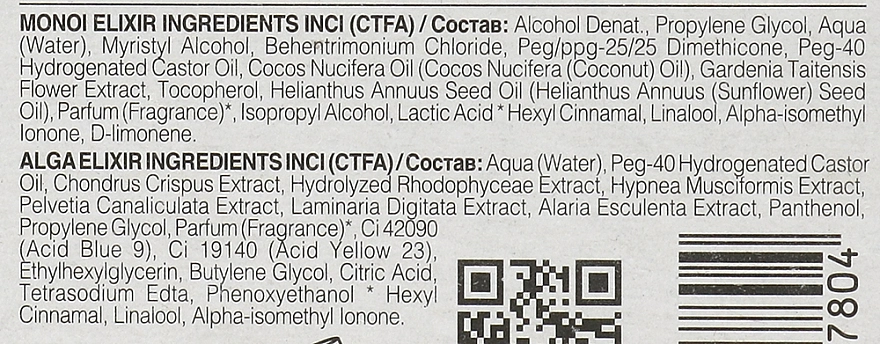 MONOI ELIXIR INGREDIENTS INCI (CTFA) / Состав: Alcohol Denat., Propylene Glycol, Aqua
(Water), Myristyl Alcohol, Behentrimonium Chloride, Peg/ppg-25/25 Dimethicone, Peg-40
Hydrogenated Castor Oil, Cocos Nucifera Oil (Cocos Nucifera (Coconut) Oil), Gardenia Taitensis
Flower Extract, Tocopherol, Helianthus Annuus Seed Oil (Helianthus Annuus (Sunflower) Seed
Oil), Parfum (Fragrance)*, Isopropyl Alcohol, Lactic Acid * Hexyl Cinnamal, Linalool, Alpha-isomethyl
Ionone, D-limonene.
ALGA ELIXIR INGREDIENTS INCI (CTFA) / Состав: Aqua (Water), Peg-40 Hydrogenated Castor
Oil, Chondrus Crispus Extract, Hydrolyzed Rhodophyceae Extract, Hypnea Musciformis Extract,
Pelvetia Canaliculata Extract, Laminaria Digitata Extract, Alaria Esculenta Extract, Panthenol,
Propylene Glycol, Parfum (Fragrance)*, Ci 42090
(Acid Blue 9), Ci 19140 (Acid Yellow 23),
Ethylhexylglycerin, Butylene Glycol, Citric Acid,
Tetrasodium Edta, Phenoxyethanol * Hexyl
Cinnamal, Linalool, Alpha-isomethyl Ionone.
7804